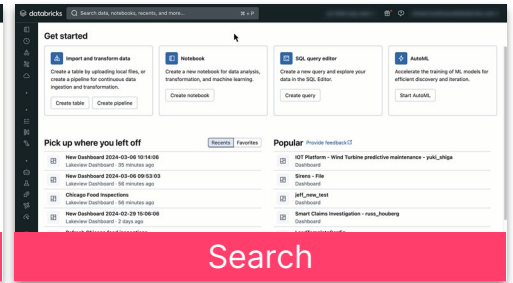 databricks
Search data, notebooks, recents, and more...
⌘ + P
Get started
Import and transform data
Create a table by uploading local files, or
create a pipeline for continuous data
ingestion and transformation.
Create table
Create pipeline
Notebook
Create a new notebook for data analysis,
transformation, and machine learning.
Create notebook
SQL query editor
Create a new query and explore your
data in the SQL Editor.
Create query
AutoML
Accelerate the training of ML models for
efficient discovery and iteration.
Start AutoML
Pick up where you left off
Recents
Favorites
New Dashboard 2024-03-06 10:14:06
Lakeview Dashboard · 35 minutes ago
New Dashboard 2024-03-06 09:53:03
Lakeview Dashboard · 56 minutes ago
Chicago Food Inspections
Lakeview Dashboard · 56 minutes ago
New Dashboard 2024-02-29 15:06:06
Lakeview Dashboard · 2 days ago
Popular
Provide feedback
IOT Platform - Wind Turbine predictive maintenance - yuki_shiga
Dashboard
Sirens - File
Dashboard
jeff_new_test
Dashboard
Smart Claims Investigation - russ_houberg
Dashboard
Search